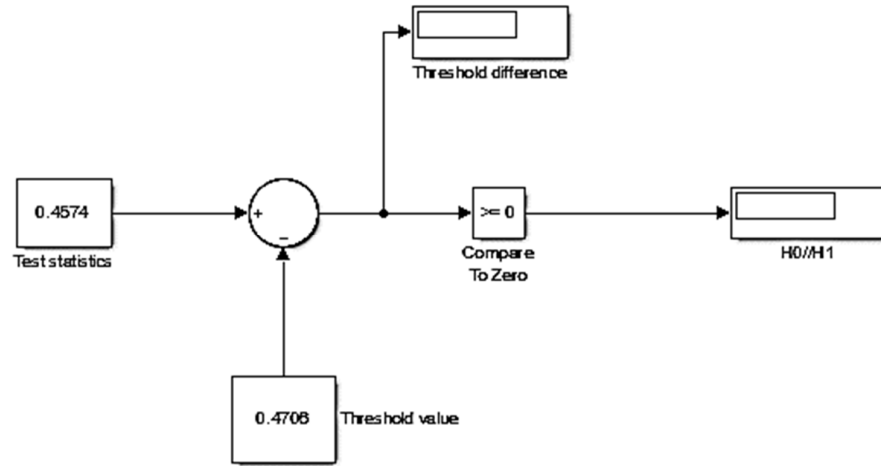 Threshold difference
0.4574
+
−
>= 0
Test statistics
Compare
To Zero
H0//H1
0.4706
Threshold value